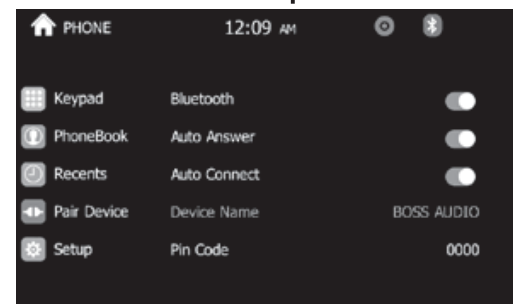 PHONE 12:09 AM
Keypad Bluetooth
PhoneBook Auto Answer
Recents Auto Connect
Pair Device Device Name BOSS AUDIO
Setup Pin Code 0000